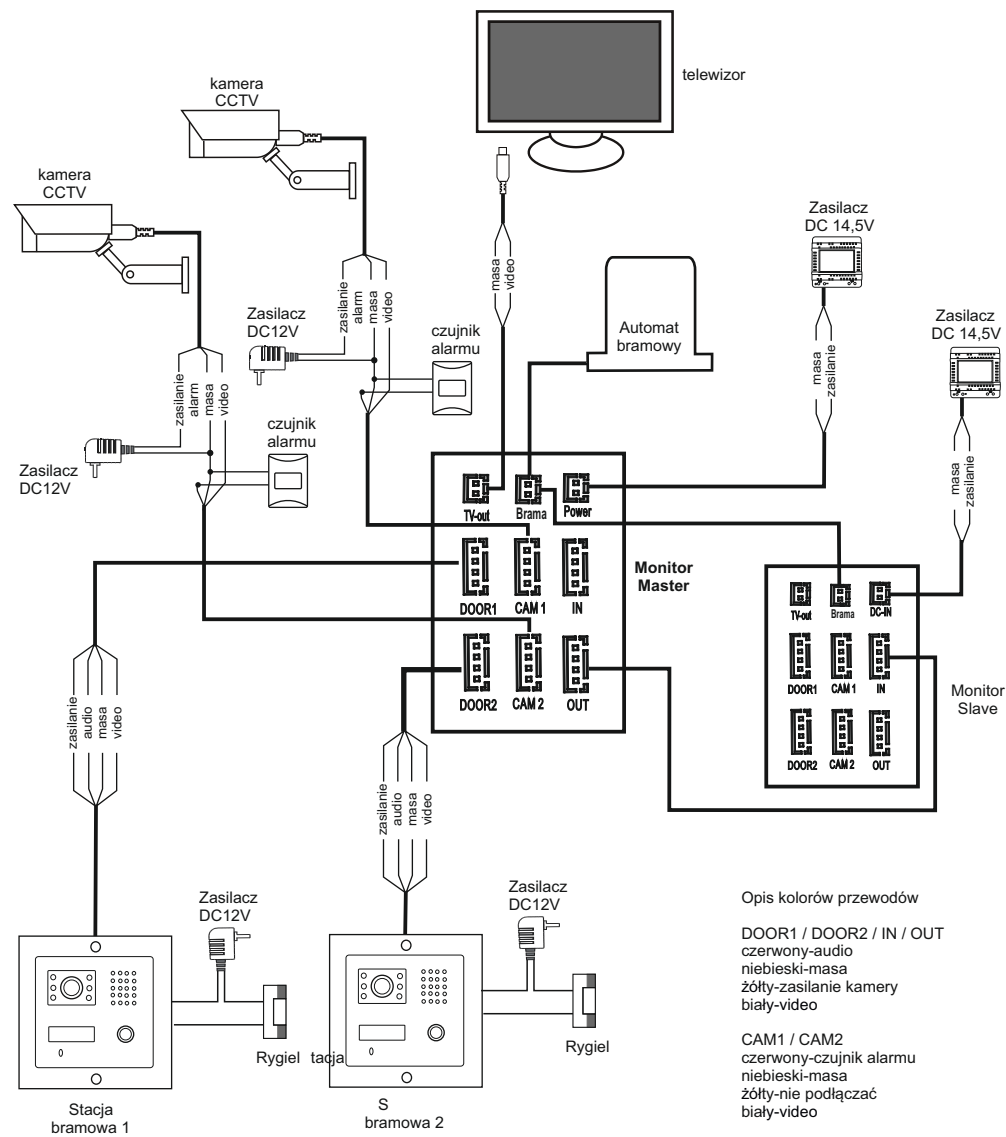 telewizor
kamera
CCTV
kamera
CCTV
Zasilacz
DC 14,5V
Zasilacz
DC 14,5V
Zasilacz
DC12V
zasilanie
alarm
masa
video
czujnik
alarmu
masa
video
Automat
bramowy
masa
zasilanie
masa
zasilanie
zasilanie
alarm
masa
video
czujnik
alarmu
Zasilacz
DC12V
TV-out
Brama
Power
DOOR1
CAM 1
IN
DOOR2
CAM 2
OUT
Monitor
Master
TV-out
Brama
DC-IN
DOOR1
CAM 1
IN
DOOR2
CAM 2
OUT
Monitor
Slave
zasilanie
audio
masa
video
zasilanie
audio
masa
video
Zasilacz
DC12V
Zasilacz
DC12V
Rygiel
tacja
Rygiel
Stacja
bramowa 1
S
bramowa 2
Opis kolorów przewodów
DOOR1 / DOOR2 / IN / OUT
czerwony-audio
niebieski-masa
żółty-zasilanie kamery
biały-video
CAM1 / CAM2
czerwony-czujnik alarmu
niebieski-masa
żółty-nie podłączać
biały-video